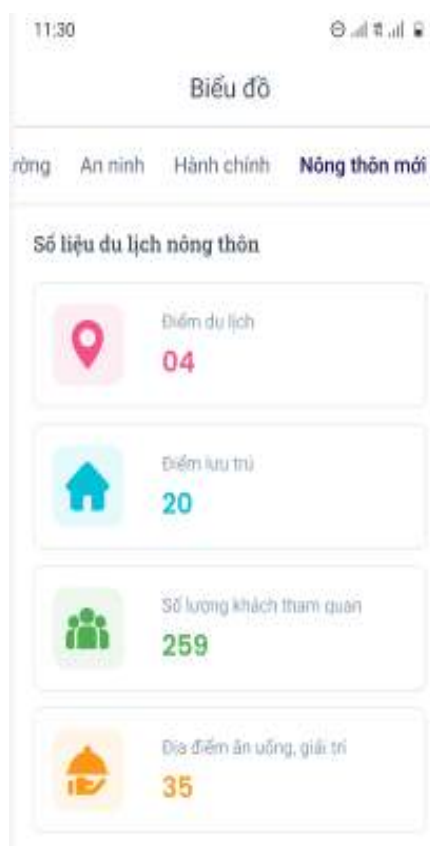 11:30
Biểu đồ
rờng An ninh Hành chính Nông thôn mới
Số liệu du lịch nông thôn
Điểm du lịch
04
Điểm lưu trú
20
Số lượng khách tham quan
259
Địa điểm ăn uống, giải trí
35